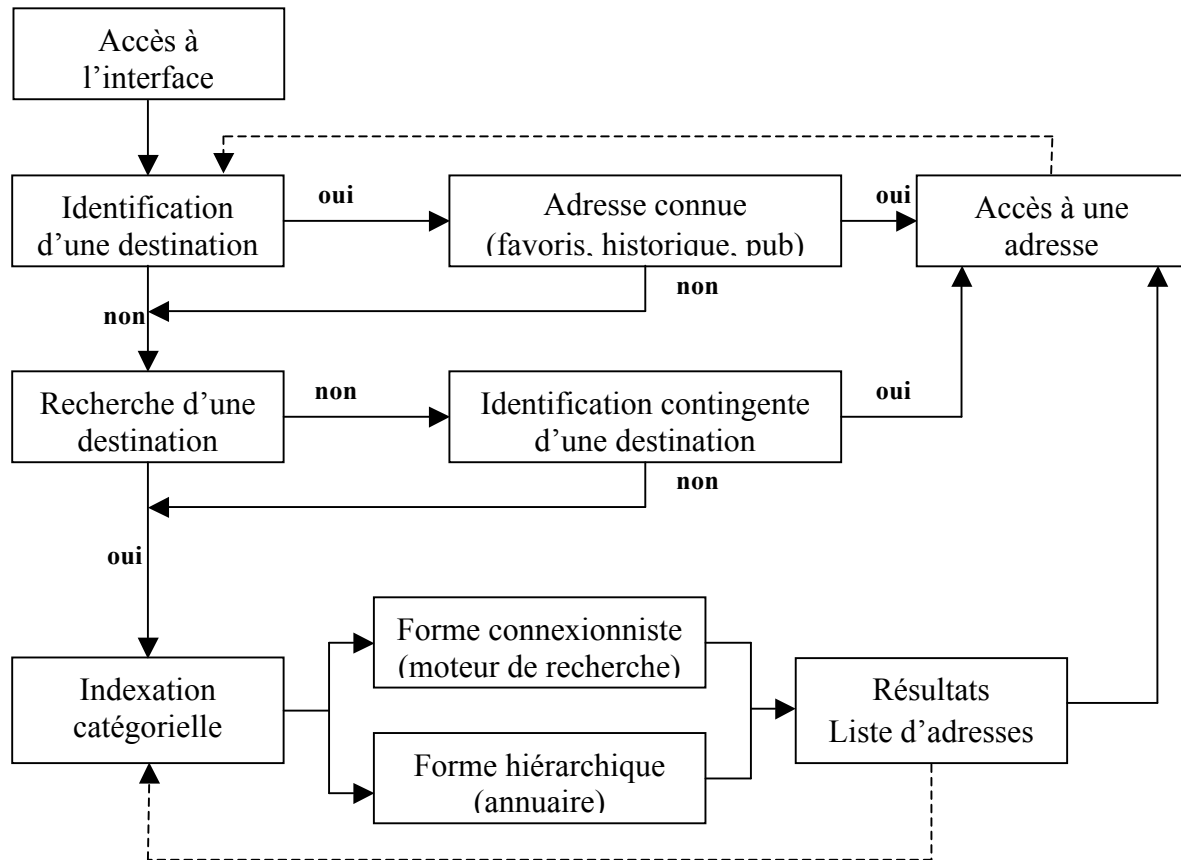 Accès à
l’interface
Identification
d’une destination
oui
Adresse connue
(favoris, historique, pub)
oui
Accès à une
adresse
non
non
Recherche d’une
destination
non
Identification contingente
d’une destination
oui
non
oui
Indexation
catégorielle
Forme connexionniste
(moteur de recherche)
Forme hiérarchique
(annuaire)
Résultats
Liste d’adresses